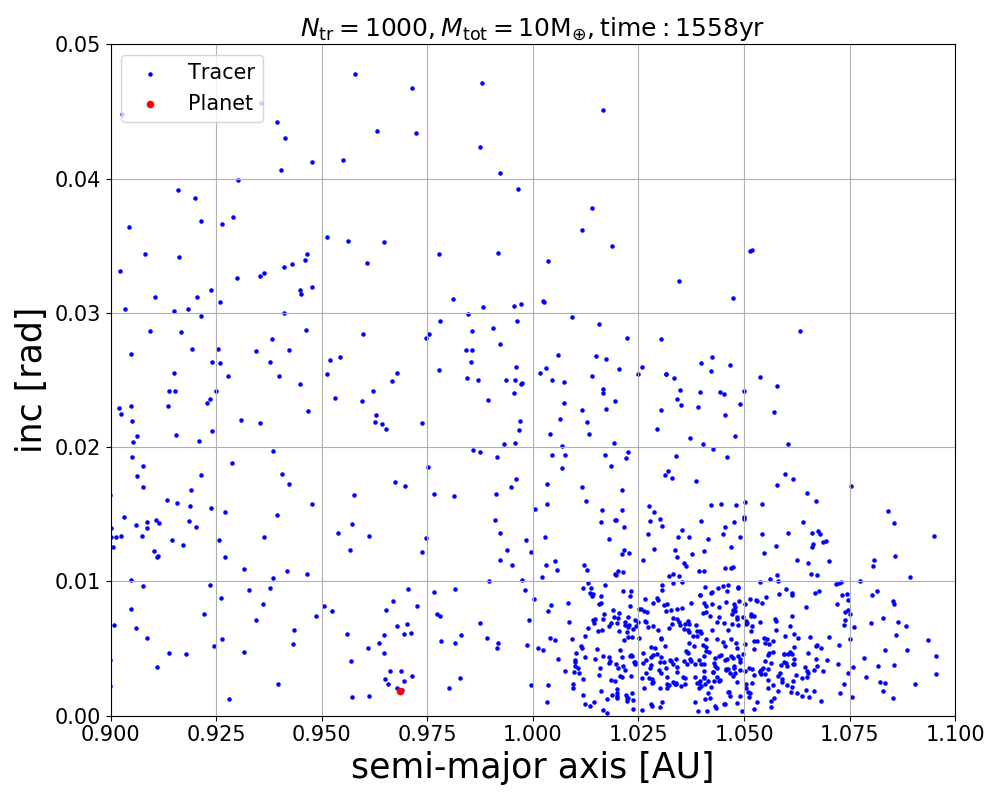 N_tr = 1000, M_tot = 10M_⊕, time : 1558yr
Tracer
Planet
inc [rad]
0.05
0.04
0.03
0.02
0.01
0.00
0.900 0.925 0.950 0.975 1.000 1.025 1.050 1.075 1.100
semi-major axis [AU]